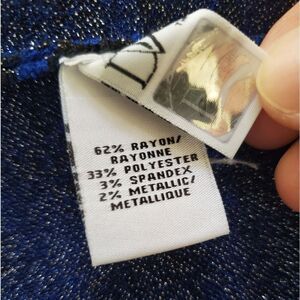 62% RAYON/
RAYONNE
33% POLYESTER
3% SPANDEX
2% METALLIC/
METALLIQUE